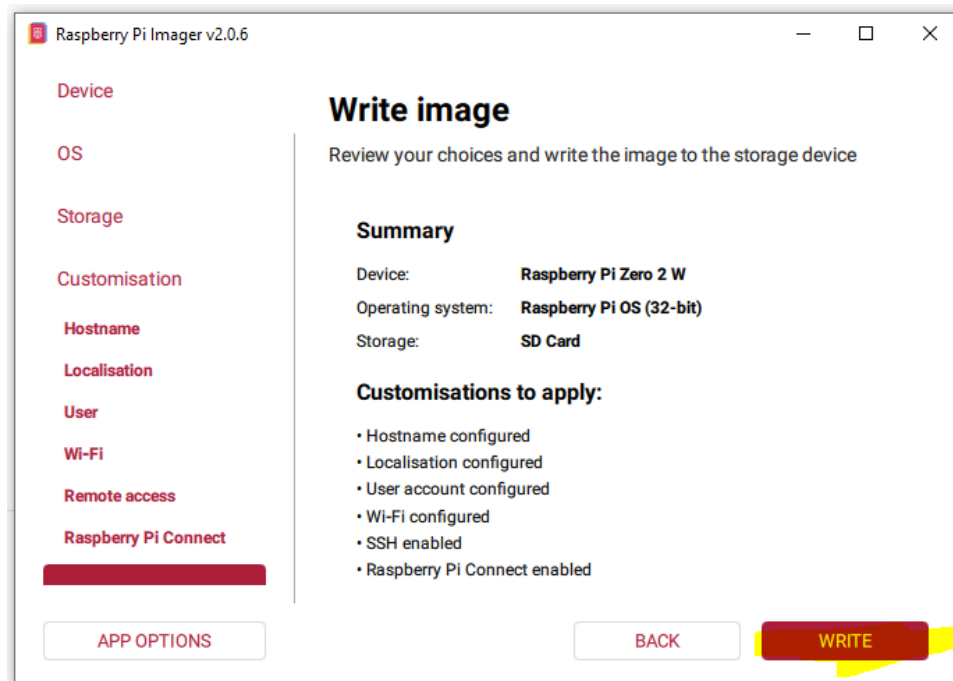 Raspberry Pi Imager v2.0.6
Device
OS
Storage
Customisation
Hostname
Localisation
User
Wi-Fi
Remote access
Raspberry Pi Connect
APP OPTIONS
Write image
Review your choices and write the image to the storage device
Summary
Device: Raspberry Pi Zero 2 W
Operating system: Raspberry Pi OS (32-bit)
Storage: SD Card
Customisations to apply:
• Hostname configured
• Localisation configured
• User account configured
• Wi-Fi configured
• SSH enabled
• Raspberry Pi Connect enabled
BACK
WRITE